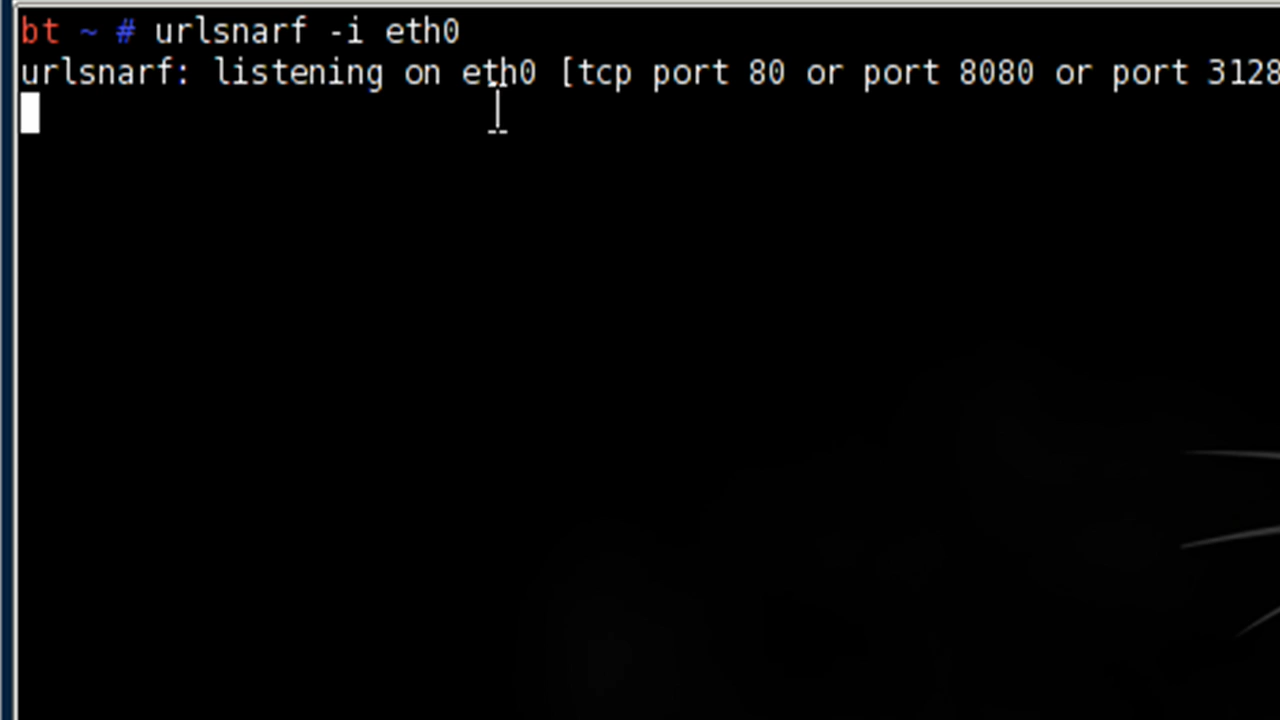 bt ~ # urlsnarf -i eth0
urlsnarf: listening on eth0 [tcp port 80 or port 8080 or port 3128